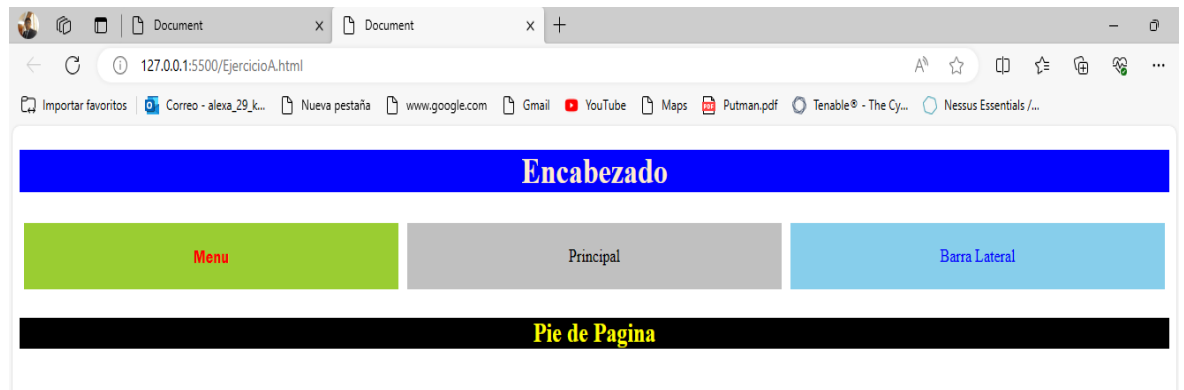 Document Document
127.0.0.1:5500/EjercicioA.html
Importar favoritos Correo - alexa_29_k... Nueva pestaña www.google.com Gmail YouTube Maps Putman.pdf Tenable® - The Cy... Nessus Essentials /...
Encabezado
Menu Principal Barra Lateral
Pie de Pagina